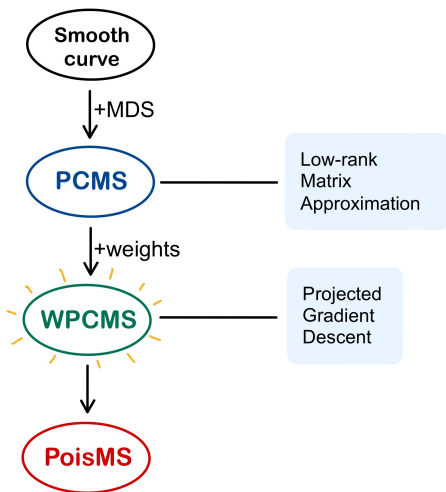 Smooth
curve
+MDS
PCMS
Low-rank
Matrix
Approximation
+weights
WPCMS
Projected
Gradient
Descent
PoisMS